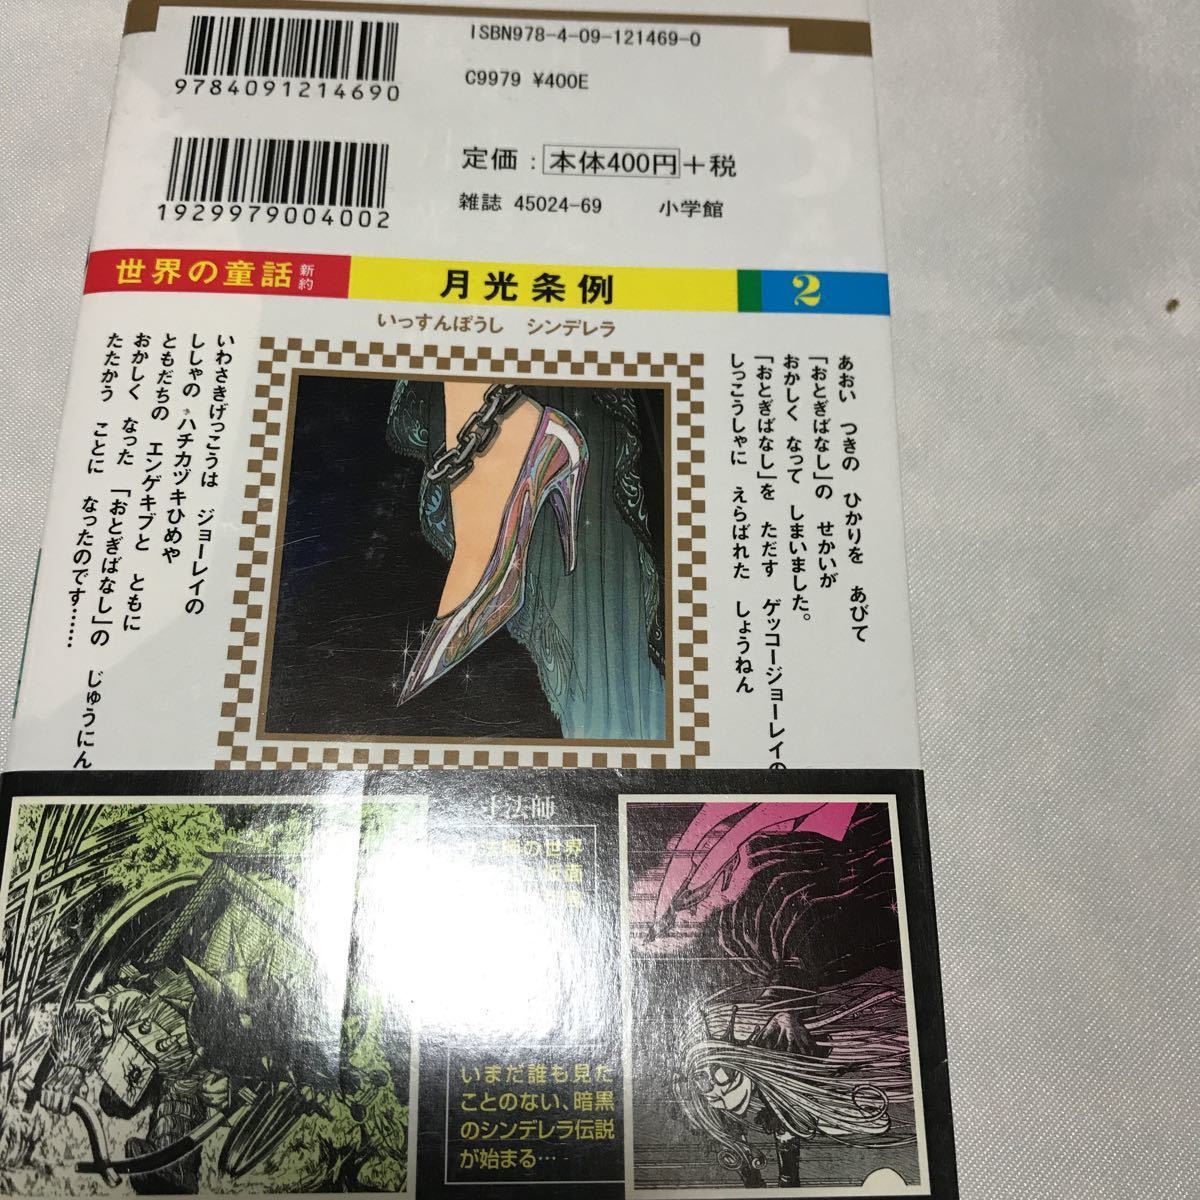 ISBN978-4-09-121469-0
9784091214690
C9979 ¥400E
定価：本体400円＋税
1929979004002
雑誌 45024-69 小学館
世界の童話 新約
月光条例
2
いっすんぼうし シンデレラ
あおい つきの ひかりを あびて
「おとぎばなし」の せかいが
おかしく なって しまいました。
「おとぎばなし」を ただす ゲッコージョーレイの
しっこうしゃに えらばれた しょうねん
いわさきげっこうは ジョーレイの
ししゃの ハチカヅキひめや
ともだちの エンゲキブと ともに
おかしく なった 「おとぎばなし」の じゅうにん
たたかう ことに なったのです……
寸法師
の世界
いまだ誰も見た
ことのない、暗黒
のシンデレラ伝説
が始まる…